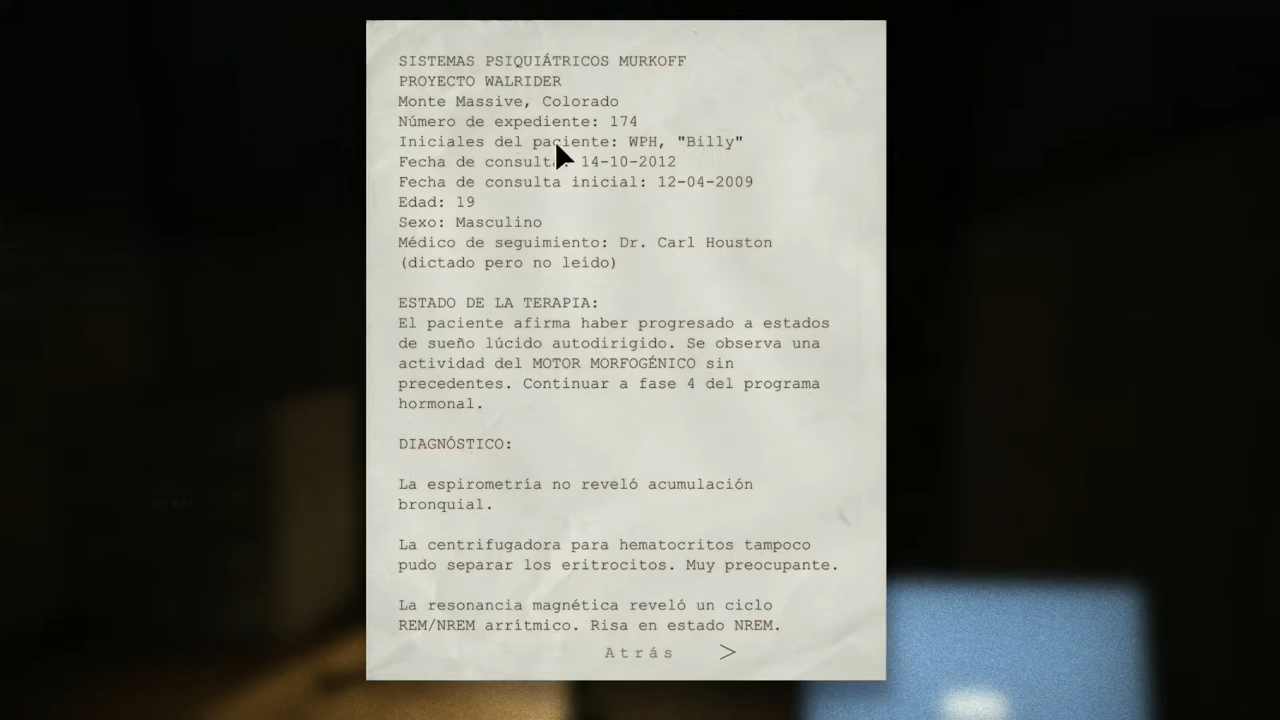 SISTEMAS PSIQUIÁTRICOS MURKOFF
PROYECTO WALRIDER
Monte Massive, Colorado
Número de expediente: 174
Iniciales del paciente: WPH, "Billy"
Fecha de consulta: 14-10-2012
Fecha de consulta inicial: 12-04-2009
Edad: 19
Sexo: Masculino
Médico de seguimiento: Dr. Carl Houston
(dictado pero no leído)
ESTADO DE LA TERAPIA:
El paciente afirma haber progresado a estados
de sueño lúcido autodirigido. Se observa una
actividad del MOTOR MORFOGÉNICO sin
precedentes. Continuar a fase 4 del programa
hormonal.
DIAGNÓSTICO:
La espirometría no reveló acumulación
bronquial.
La centrifugadora para hematocritos tampoco
pudo separar los eritrocitos. Muy preocupante.
La resonancia magnética reveló un ciclo
REM/NREM arrítmico. Risa en estado NREM.
Atrás >